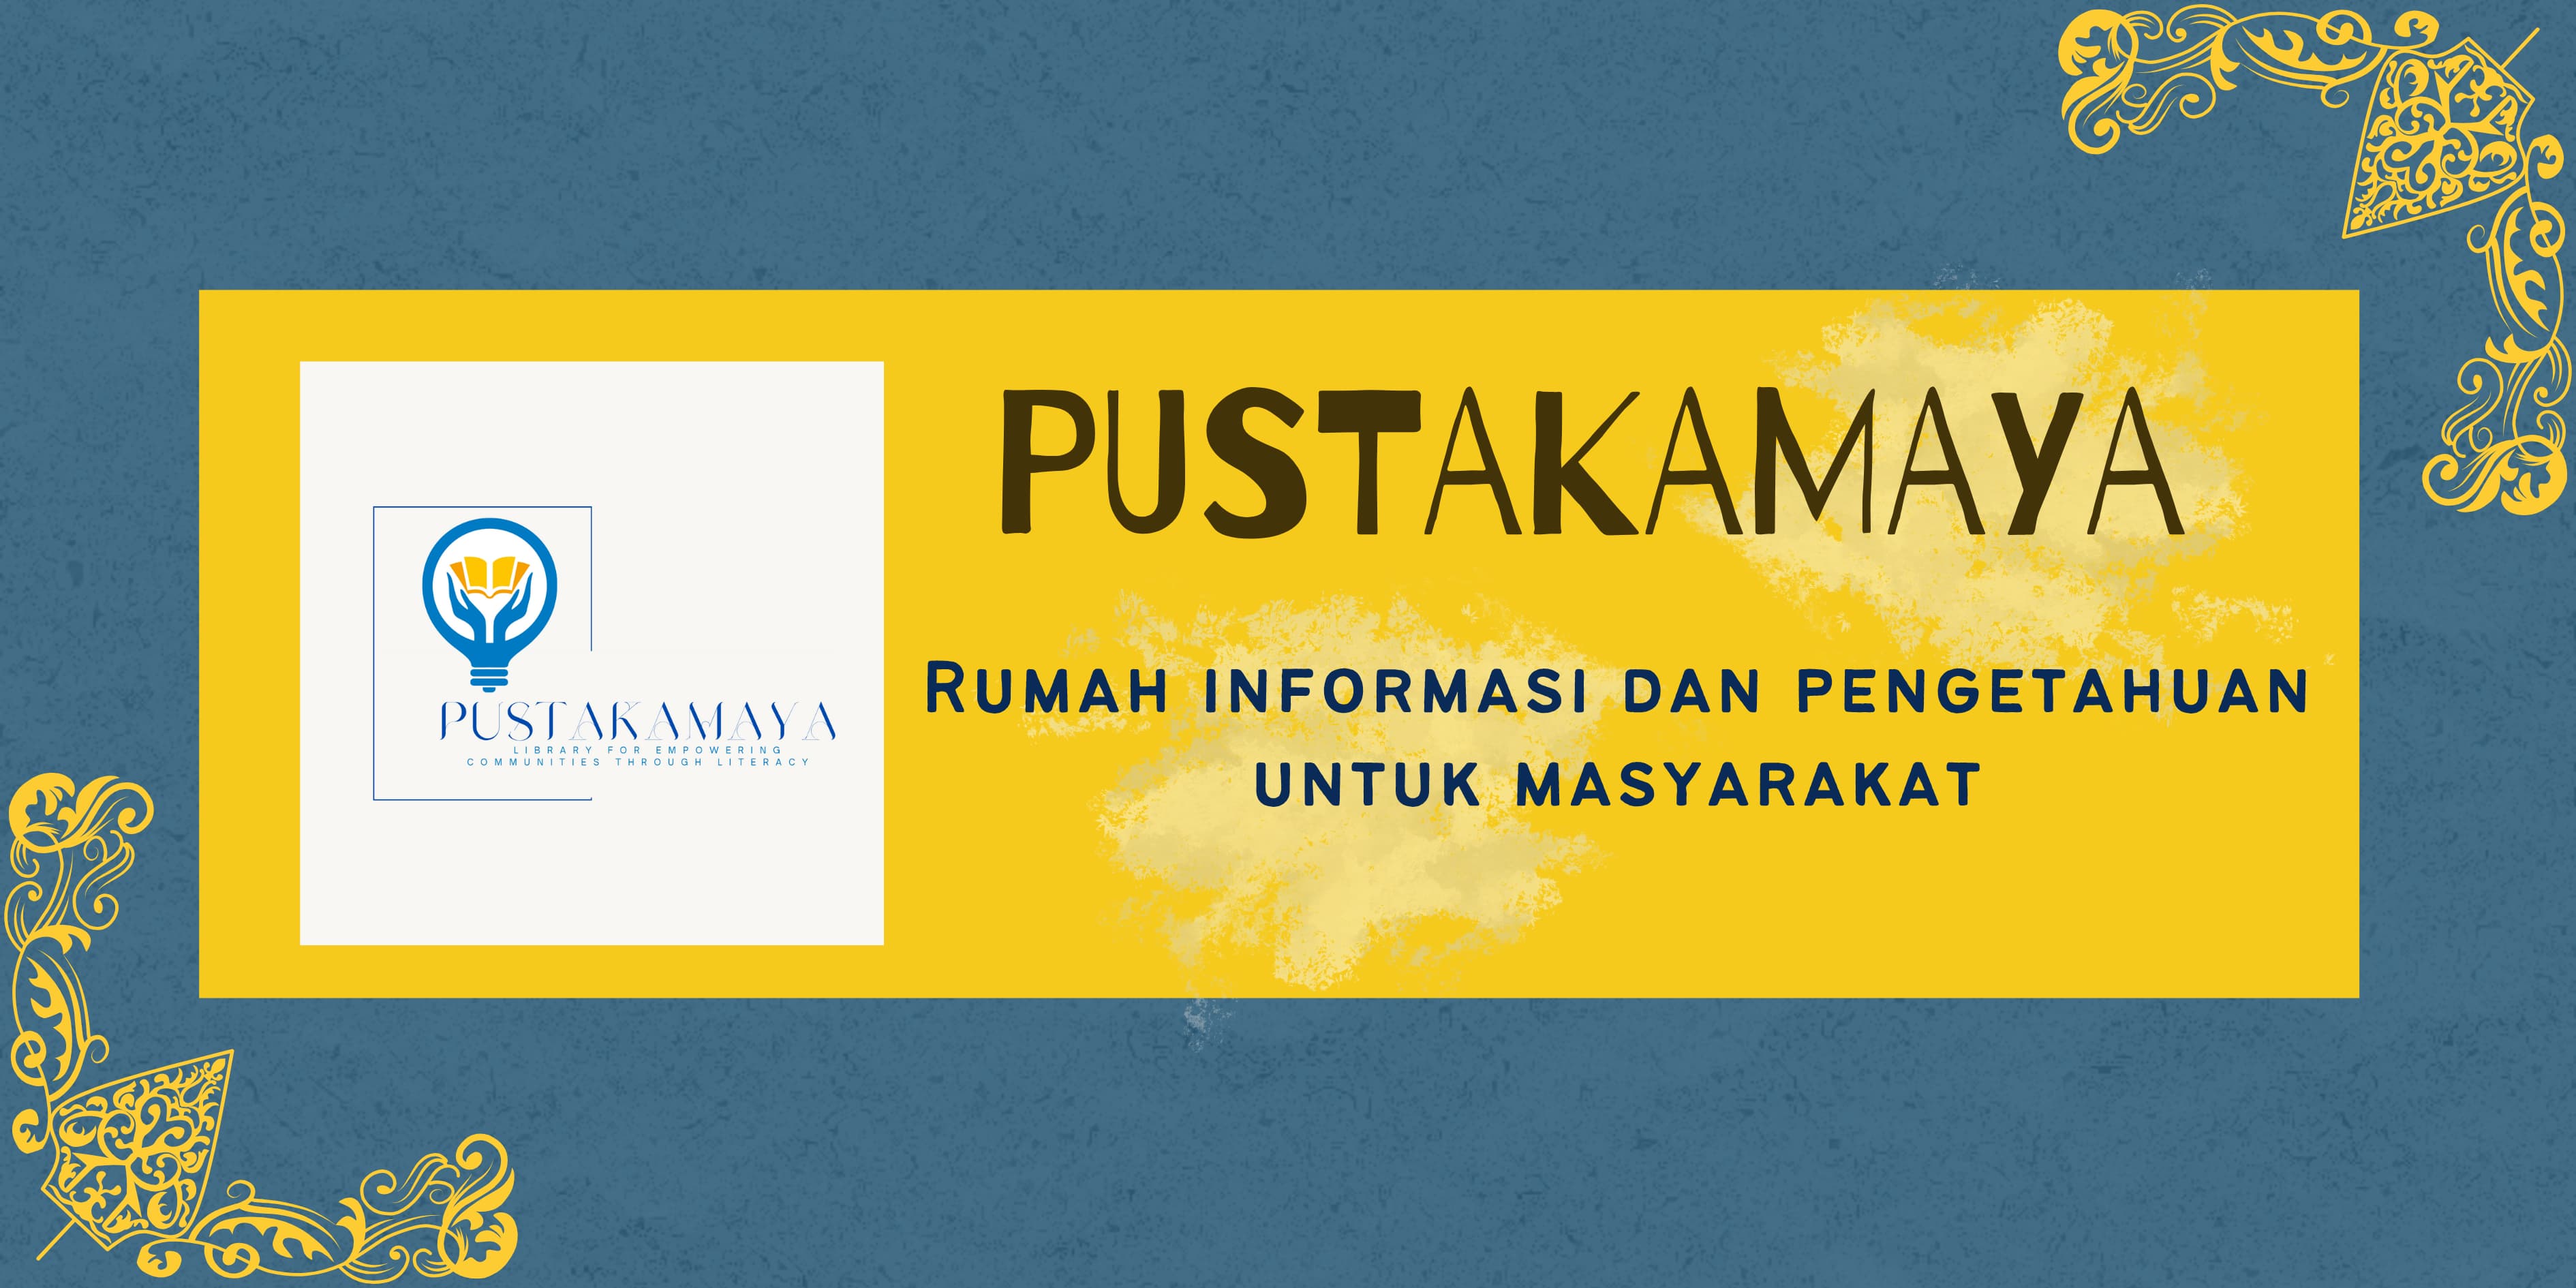 PUSTAKAMAYA
LIBRARY FOR EMPOWERING
COMMUNITIES THROUGH LITERACY
PUSTAKAMAYA
RUMAH INFORMASI DAN PENGETAHUAN
UNTUK MASYARAKAT